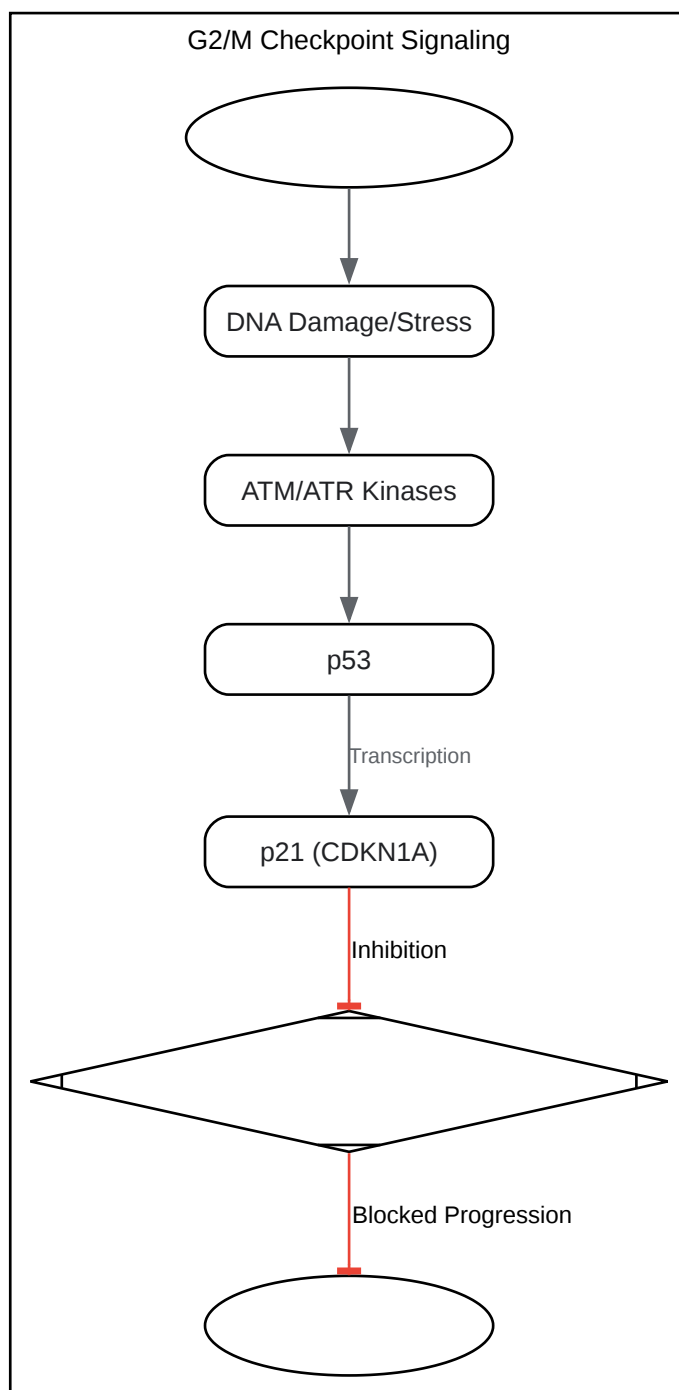 G2/M Checkpoint Signaling
DNA Damage/Stress
ATM/ATR Kinases
p53
Transcription
p21 (CDKN1A)
Inhibition
Blocked Progression